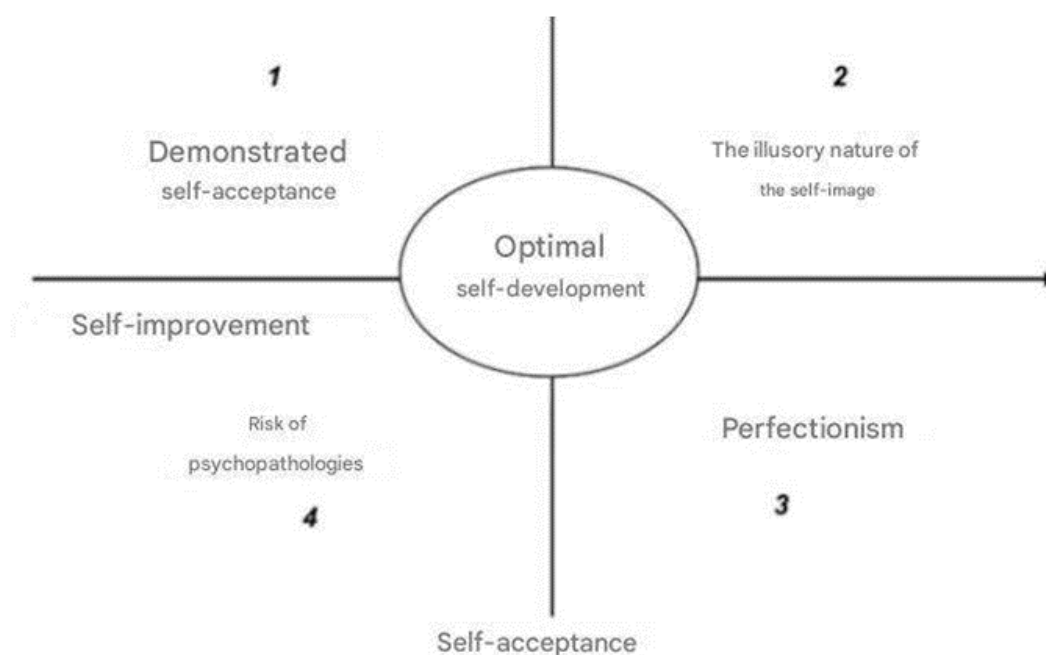 1
Demonstrated
self-acceptance
2
The illusory nature of
the self-image
Optimal
self-development
Self-improvement
Risk of
psychopathologies
4
Perfectionism
3
Self-acceptance